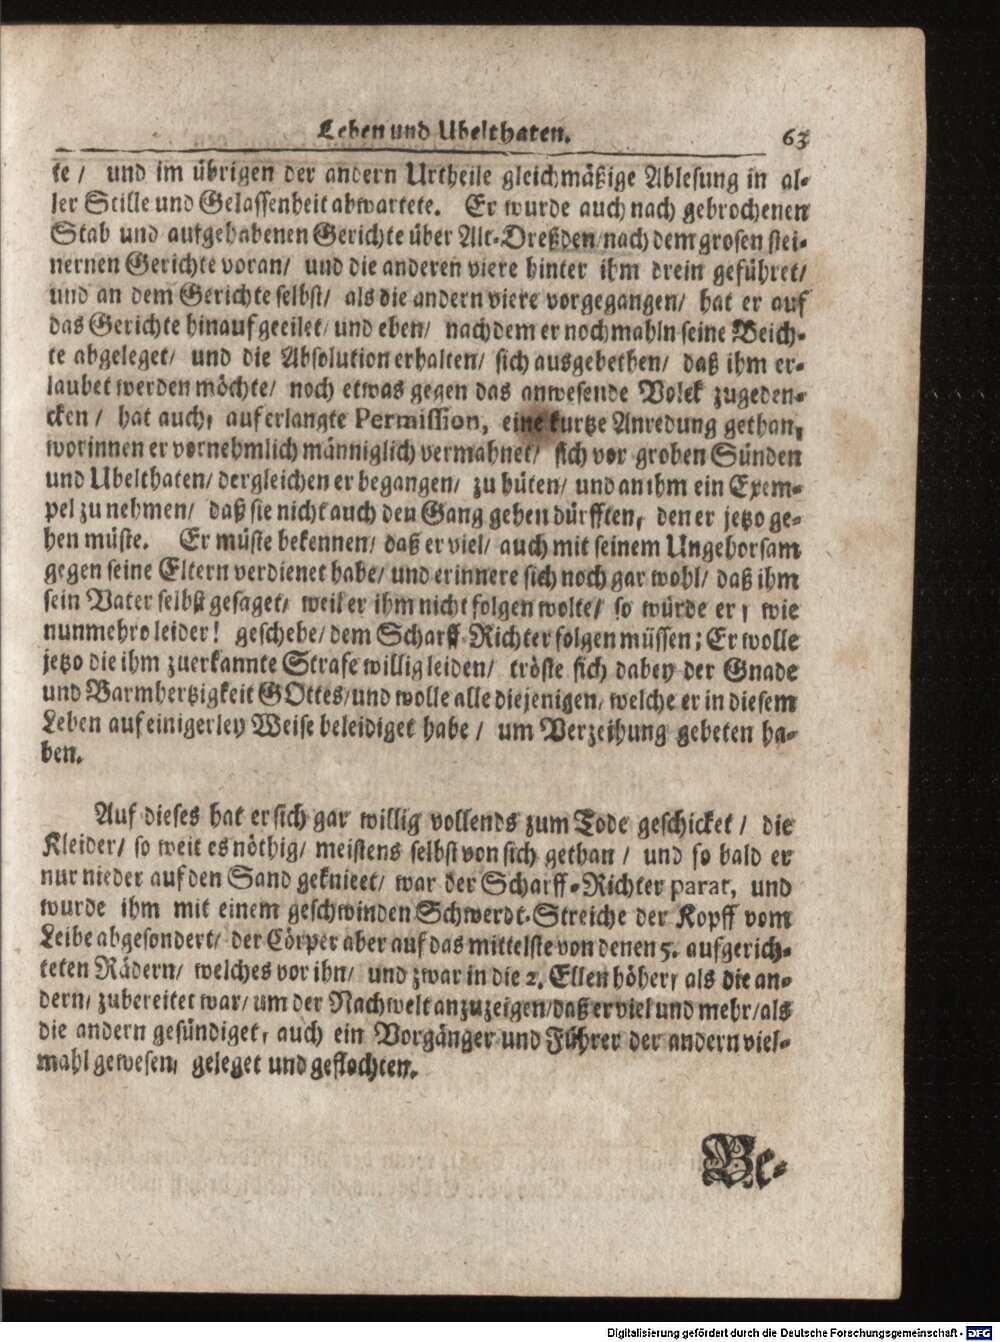 Leben und Ubelthaten. 63
te / und im übrigen der andern Urtheile gleichmäßige Ablesung in al-
ler Stille und Gelassenheit abwartete. Er wurde auch nach gebrochenen
Stab und aufgehabenen Gerichte über Alt-Dreßden/ nach dem grosen stei-
nernen Gerichte voran/ und die anderen viere hinter ihm drein geführet/
und an dem Gerichte selbst/ als die andern viere vorgegangen/ hat er auf
das Gerichte hinauf geeilet/ und eben/ nachdem er nochmahln seine Beich-
te abgeleget/ und die Absolution erhalten/ sich ausgebethen/ daß ihm er-
laubet werden möchte/ noch etwas gegen das anwesende Volck zugeden-
cken / hat auch, auf erlangte Permission, eine kurtze Anredung gethan,
worinnen er vornehmlich männiglich vermahnet/ sich vor groben Sünden
und Ubelthaten/ dergleichen er begangen/ zu hüten/ und an ihm ein Exem-
pel zu nehmen/ daß sie nicht auch den Gang gehen dürfften, den er jetzo ge-
hen müste. Er müste bekennen/ daß er viel/ auch mit seinem Ungehorsam
gegen seine Eltern verdienet habe/ und erinnere sich noch gar wohl/ daß ihm
sein Vater selbst gesaget/ weil er ihm nicht folgen wolte/ so würde er, wie
nunmehro leider! geschehe/ dem Scharff-Richter folgen müssen; Er wolle
jetzo die ihm zuerkannte Strafe willig leiden/ tröste sich dabey der Gnade
und Barmhertzigkeit GOttes/ und wolle alle diejenigen/ welche er in diesem
Leben auf einigerley Weise beleidiget habe / um Verzeihung gebeten ha-
ben.
Auf dieses hat er sich gar willig vollends zum Tode geschicket / die
Kleider/ so weit es nöthig/ meistens selbst von sich gethan / und so bald er
nur nieder auf den Sand geknieet/ war der Scharff-Richter parat, und
wurde ihm mit einem geschwinden Schwerdt-Streiche der Kopff vom
Leibe abgesondert/ der Cörper aber auf das mittelste von denen 5. aufgerich-
teten Rädern/ welches vor ihn/ und zwar in die 2. Ellen höher, als die an-
dern/ zubereitet war/ um der Nachwelt anzuzeigen/ daß er viel und mehr/ als
die andern gesündiget, auch ein Vorgänger und Führer der andern viel-
mahl gewesen, geleget und geflochten.
Be-
Digitalisierung gefördert durch die Deutsche Forschungsgemeinschaft - DFG